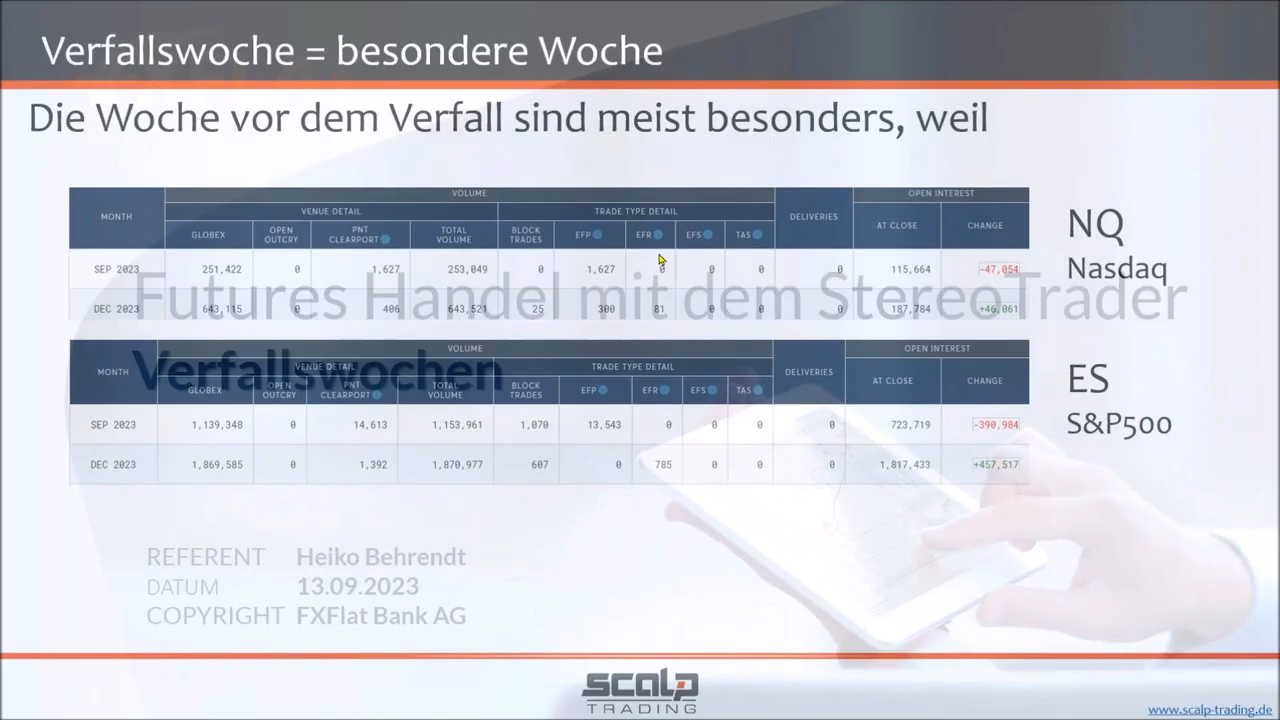 Verfallswoche = besondere Woche
Die Woche vor dem Verfall sind meist besonders, weil
VOLUME
OPEN INTEREST
MONTH
VENUE DETAIL
TRADE TYPE DETAIL
DELIVERIES
AT CLOSE
CHANGE
GLOBEX
OPEN OUTCRY
PNT CLEARPORT
TOTAL VOLUME
BLOCK TRADES
EFP
EFR
EFS
TAS
SEP 2023 251,422 0 1,627 253,049 0 1,627 0 0 0 0 115,664 -47,054
DEC 2023 643,115 0 406 643,521 25 300 81 0 0 0 187,784 +46,061
NQ
Nasdaq
Futures Handel mit dem StereoTrader
Verfallswochen
VOLUME
OPEN INTEREST
MONTH
VENUE DETAIL
TRADE TYPE DETAIL
DELIVERIES
AT CLOSE
CHANGE
GLOBEX
OPEN OUTCRY
PNT CLEARPORT
TOTAL VOLUME
BLOCK TRADES
EFP
EFR
EFS
TAS
SEP 2023 1,139,348 0 14,613 1,153,961 1,070 13,543 0 0 0 0 723,719 -390,984
DEC 2023 1,869,585 0 1,392 1,870,977 607 0 785 0 0 0 1,817,433 +457,517
ES
S&P500
REFERENT Heiko Behrendt
DATUM 13.09.2023
COPYRIGHT FXFlat Bank AG
scalp
TRADING
www.scalp-trading.de